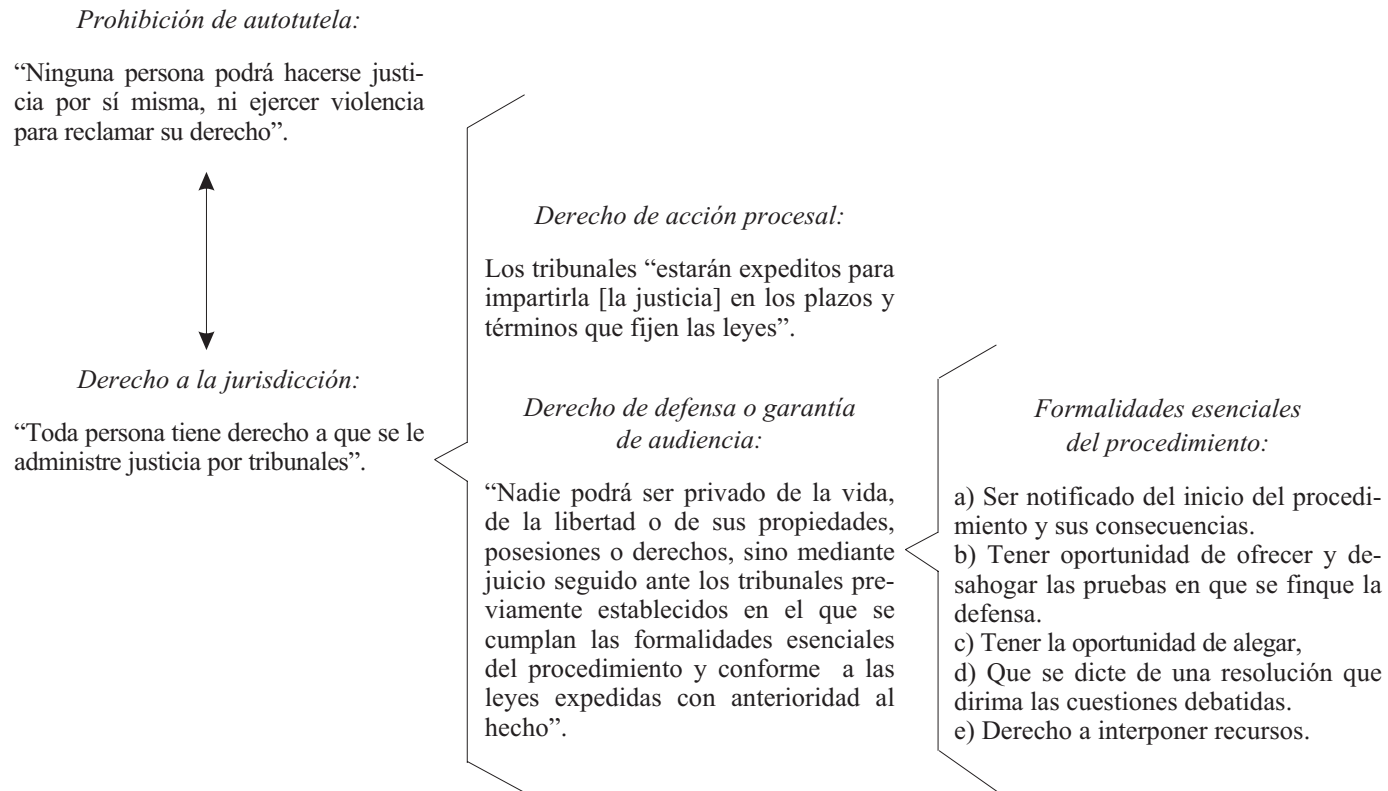 Prohibición de autotutela:
“Ninguna persona podrá hacerse justi-
cia por sí misma, ni ejercer violencia
para reclamar su derecho”.
Derecho a la jurisdicción:
“Toda persona tiene derecho a que se le
administre justicia por tribunales”.
Derecho de acción procesal:
Los tribunales “estarán expeditos para
impartirla [la justicia] en los plazos y
términos que fijen las leyes”.
Derecho de defensa o garantía
de audiencia:
“Nadie podrá ser privado de la vida,
de la libertad o de sus propiedades,
posesiones o derechos, sino mediante
juicio seguido ante los tribunales pre-
viamente establecidos en el que se
cumplan las formalidades esenciales
del procedimiento y conforme a las
leyes expedidas con anterioridad al
hecho”.
Formalidades esenciales
del procedimiento:
a) Ser notificado del inicio del procedi-
miento y sus consecuencias.
b) Tener oportunidad de ofrecer y de-
sahogar las pruebas en que se finque la
defensa.
c) Tener la oportunidad de alegar,
d) Que se dicte de una resolución que
dirima las cuestiones debatidas.
e) Derecho a interponer recursos.